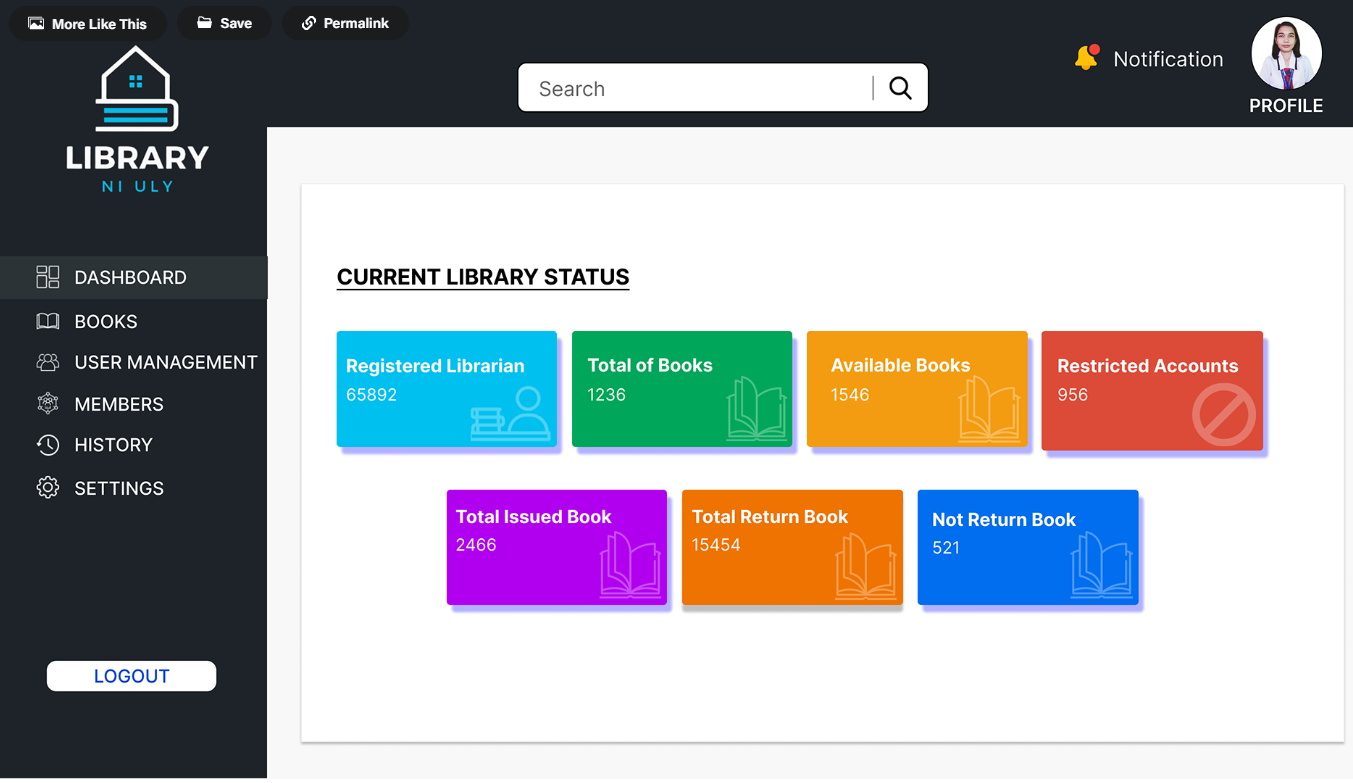 More Like This
Save
Permalink
Search
Notification
PROFILE
LIBRARY
NI ULY
DASHBOARD
BOOKS
USER MANAGEMENT
MEMBERS
HISTORY
SETTINGS
LOGOUT
CURRENT LIBRARY STATUS
Registered Librarian
65892
Total of Books
1236
Available Books
1546
Restricted Accounts
956
Total Issued Book
2466
Total Return Book
15454
Not Return Book
521